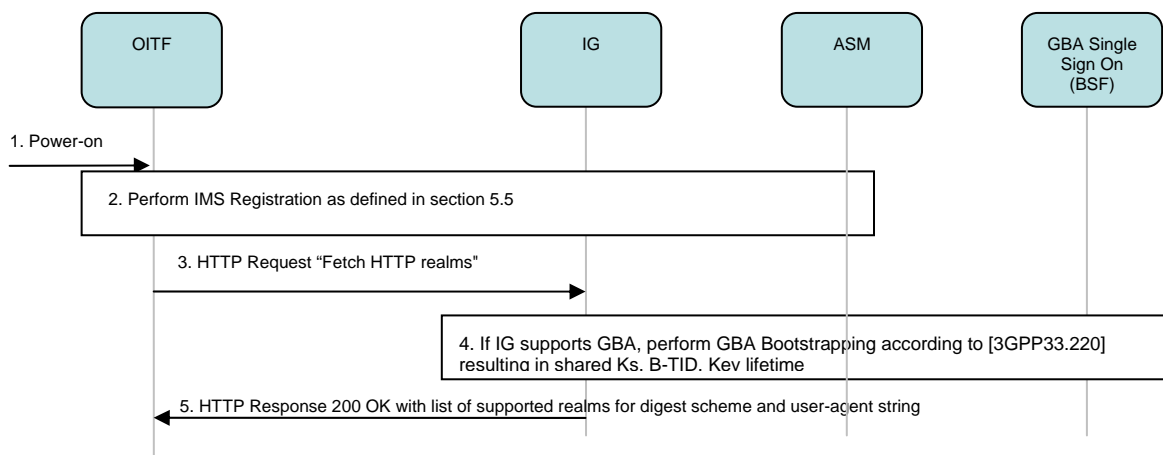 OITF
IG
ASM
GBA Single
Sign On
(BSF)
1. Power-on
2. Perform IMS Registration as defined in section 5.5
3. HTTP Request “Fetch HTTP realms”
4. If IG supports GBA, perform GBA Bootstrapping according to [3GPP33.220]
resulting in shared Ks, B-TID, Key lifetime
5. HTTP Response 200 OK with list of supported realms for digest scheme and user-agent string